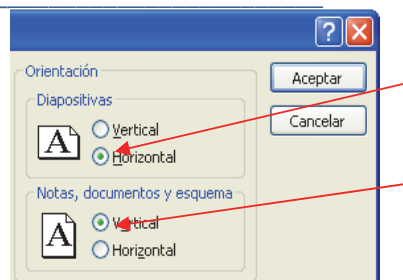 Orientación
Aceptar
Diapositivas
A
Vertical
Cancelar
Horizontal
Notas, documentos y esquema
A
Vertical
Horizontal